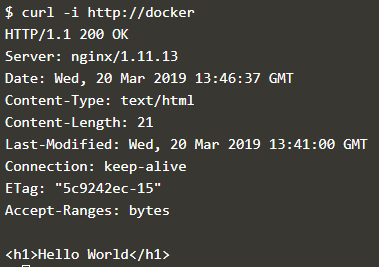 $ curl -i http://docker
HTTP/1.1 200 OK
Server: nginx/1.11.13
Date: Wed, 20 Mar 2019 13:46:37 GMT
Content-Type: text/html
Content-Length: 21
Last-Modified: Wed, 20 Mar 2019 13:41:00 GMT
Connection: keep-alive
ETag: "5c9242ec-15"
Accept-Ranges: bytes

<h1>Hello World</h1>